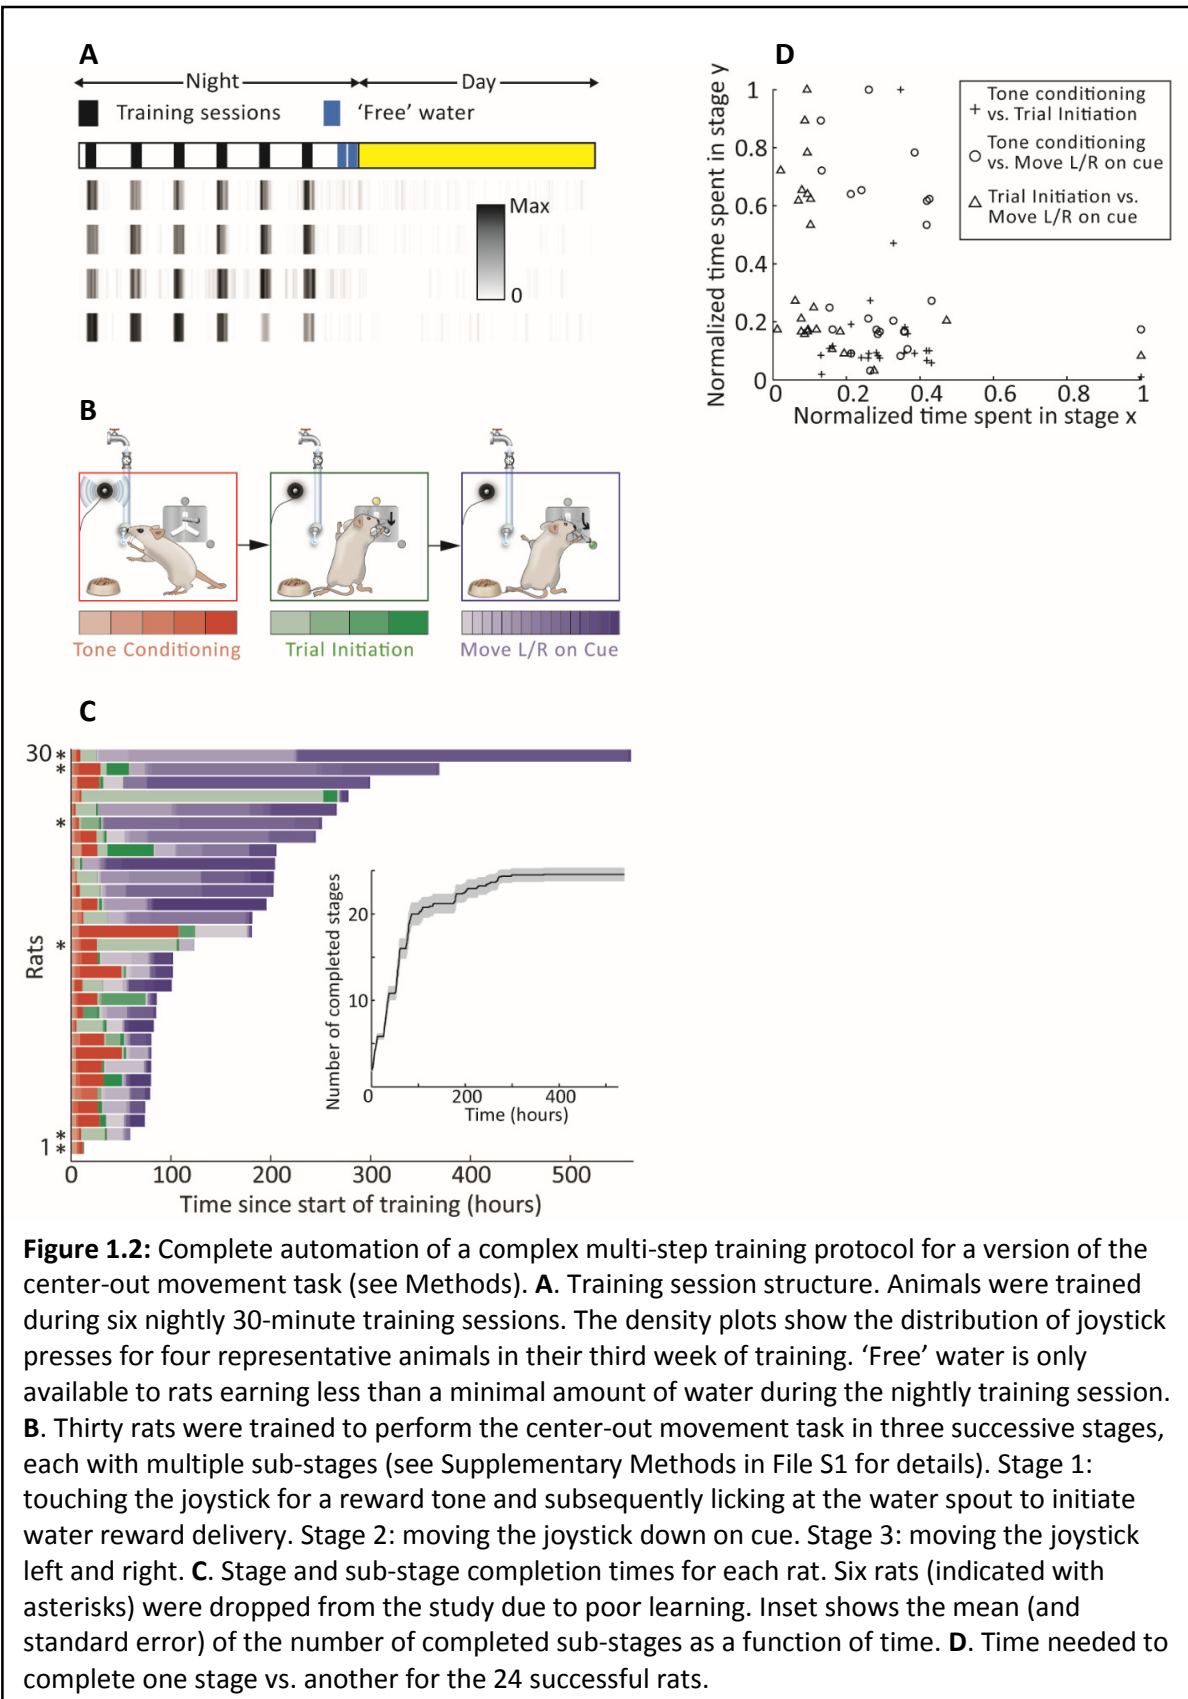 A
Night
Day
Training sessions
‘Free’ water
Max
0
B
Tone Conditioning
Trial Initiation
Move L/R on Cue
C
30 *
*
*
*
*
1 *
Rats
0 100 200 300 400 500
Time since start of training (hours)
Number of completed stages
20
10
0 200 400
Time (hours)
D
Normalized time spent in stage y
1
0.8
0.6
0.4
0.2
0
0 0.2 0.4 0.6 0.8 1
Normalized time spent in stage x
+ Tone conditioning
vs. Trial Initiation
Tone conditioning
vs. Move L/R on cue
Trial Initiation vs.
Move L/R on cue
Figure 1.2: Complete automation of a complex multi-step training protocol for a version of the
center-out movement task (see Methods). A. Training session structure. Animals were trained
during six nightly 30-minute training sessions. The density plots show the distribution of joystick
presses for four representative animals in their third week of training. ‘Free’ water is only
available to rats earning less than a minimal amount of water during the nightly training session.
B. Thirty rats were trained to perform the center-out movement task in three successive stages,
each with multiple sub-stages (see Supplementary Methods in File S1 for details). Stage 1:
touching the joystick for a reward tone and subsequently licking at the water spout to initiate
water reward delivery. Stage 2: moving the joystick down on cue. Stage 3: moving the joystick
left and right. C. Stage and sub-stage completion times for each rat. Six rats (indicated with
asterisks) were dropped from the study due to poor learning. Inset shows the mean (and
standard error) of the number of completed sub-stages as a function of time. D. Time needed to
complete one stage vs. another for the 24 successful rats.